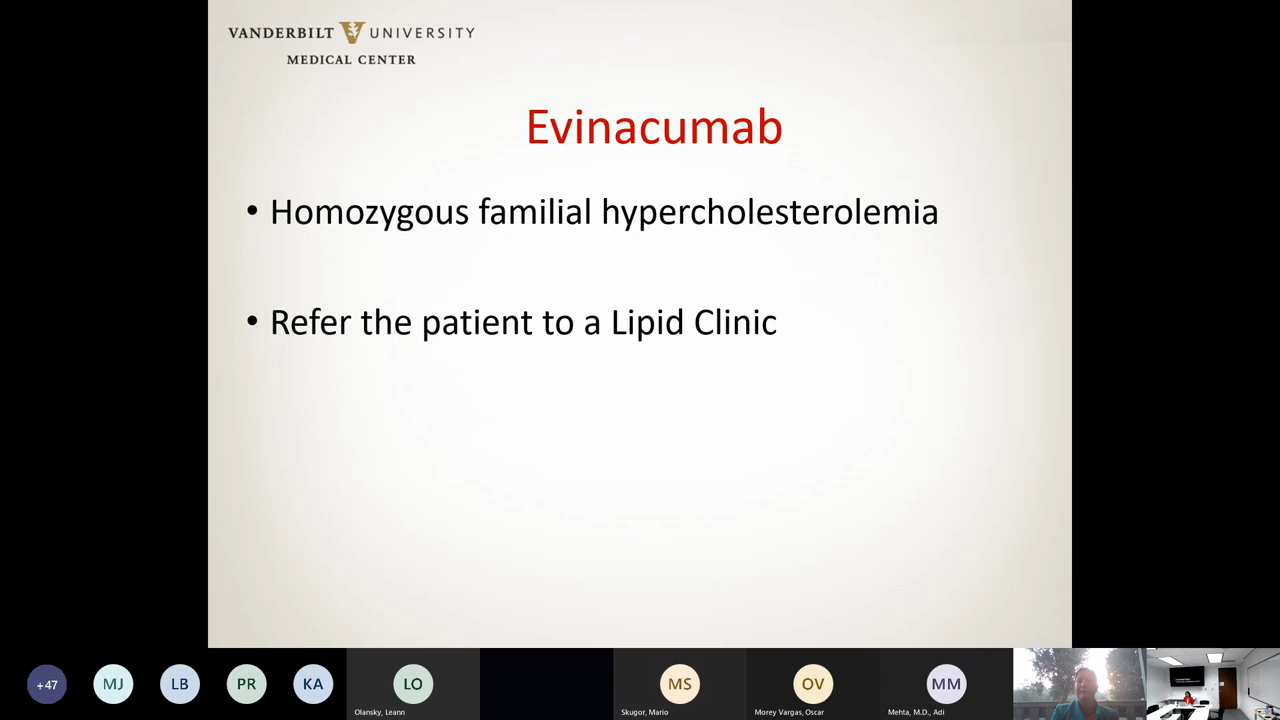 VANDERBILT V UNIVERSITY
MEDICAL CENTER
Evinacumab
• Homozygous familial hypercholesterolemia
• Refer the patient to a Lipid Clinic
+47
MJ
LB
PR
KA
LO
Olansky, Leann
MS
Skugor, Mario
OV
Morey Vargas, Oscar
MM
Mehta, M.D., Adi